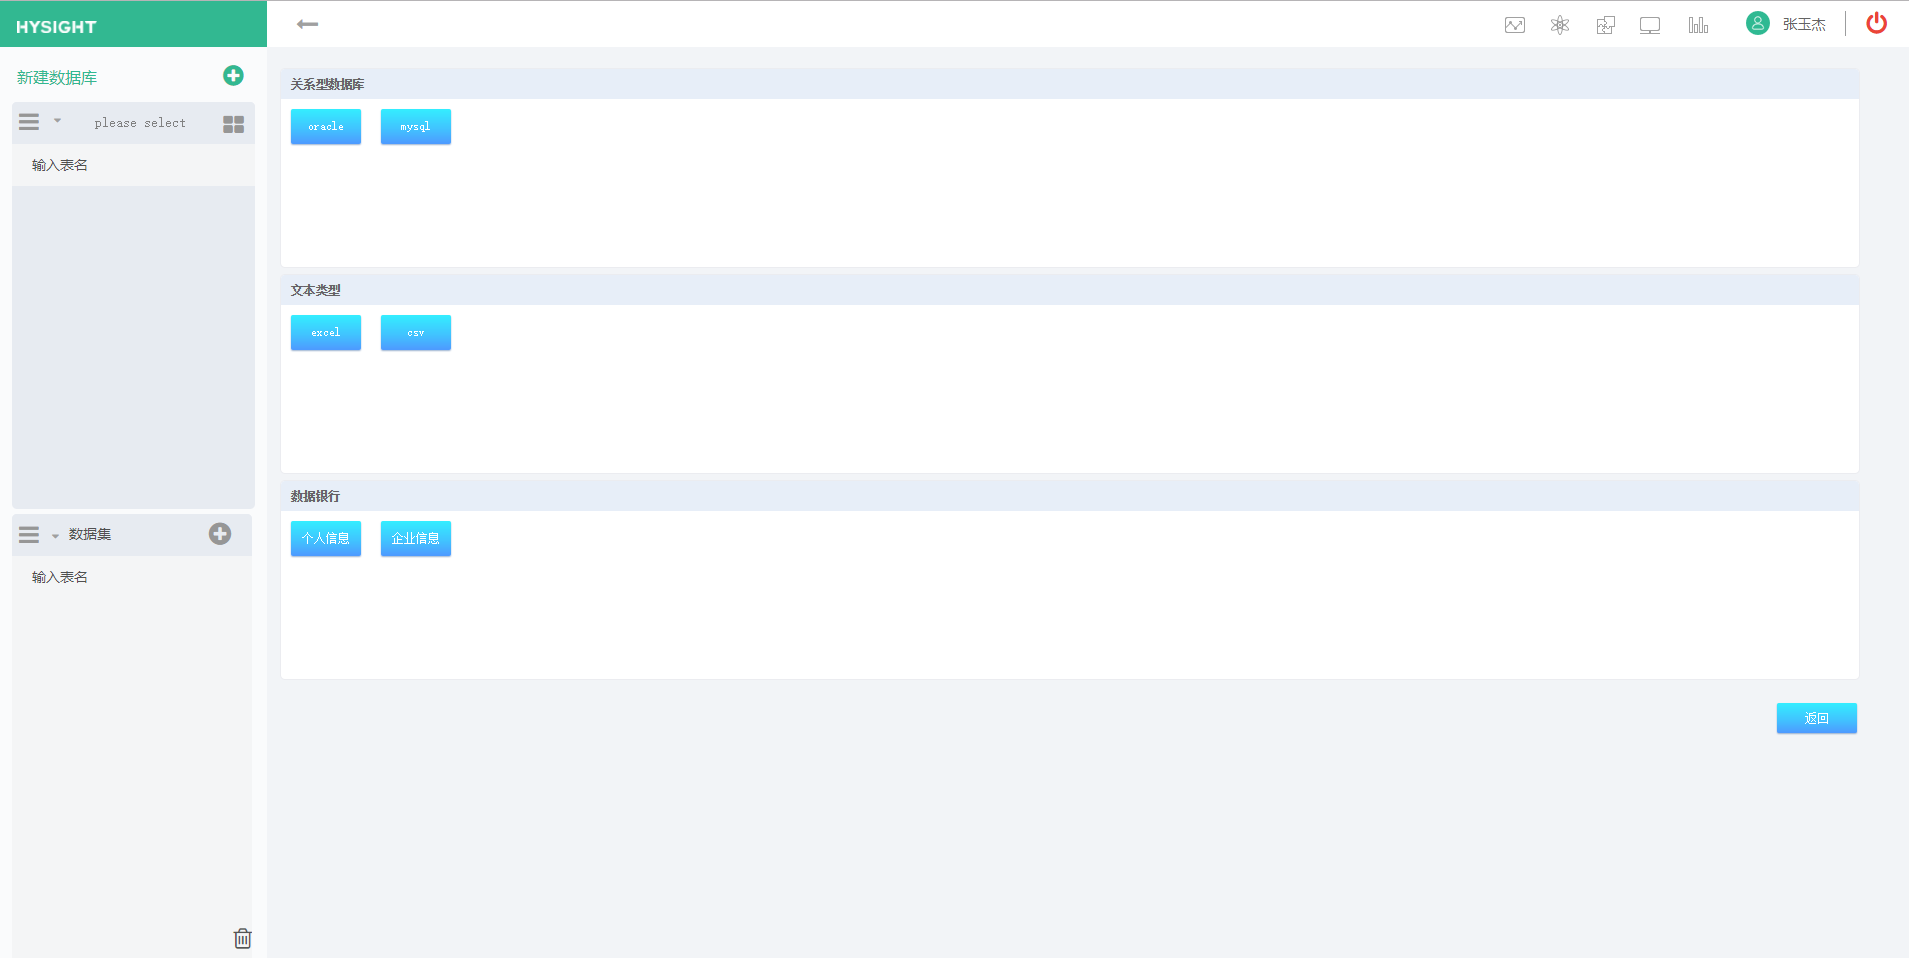 HYSIGHT
张玉杰
新建数据库
please select
输入表名
数据集
输入表名
关系型数据库
oracle
mysql
文本类型
excel
csv
数据银行
个人信息
企业信息
返回